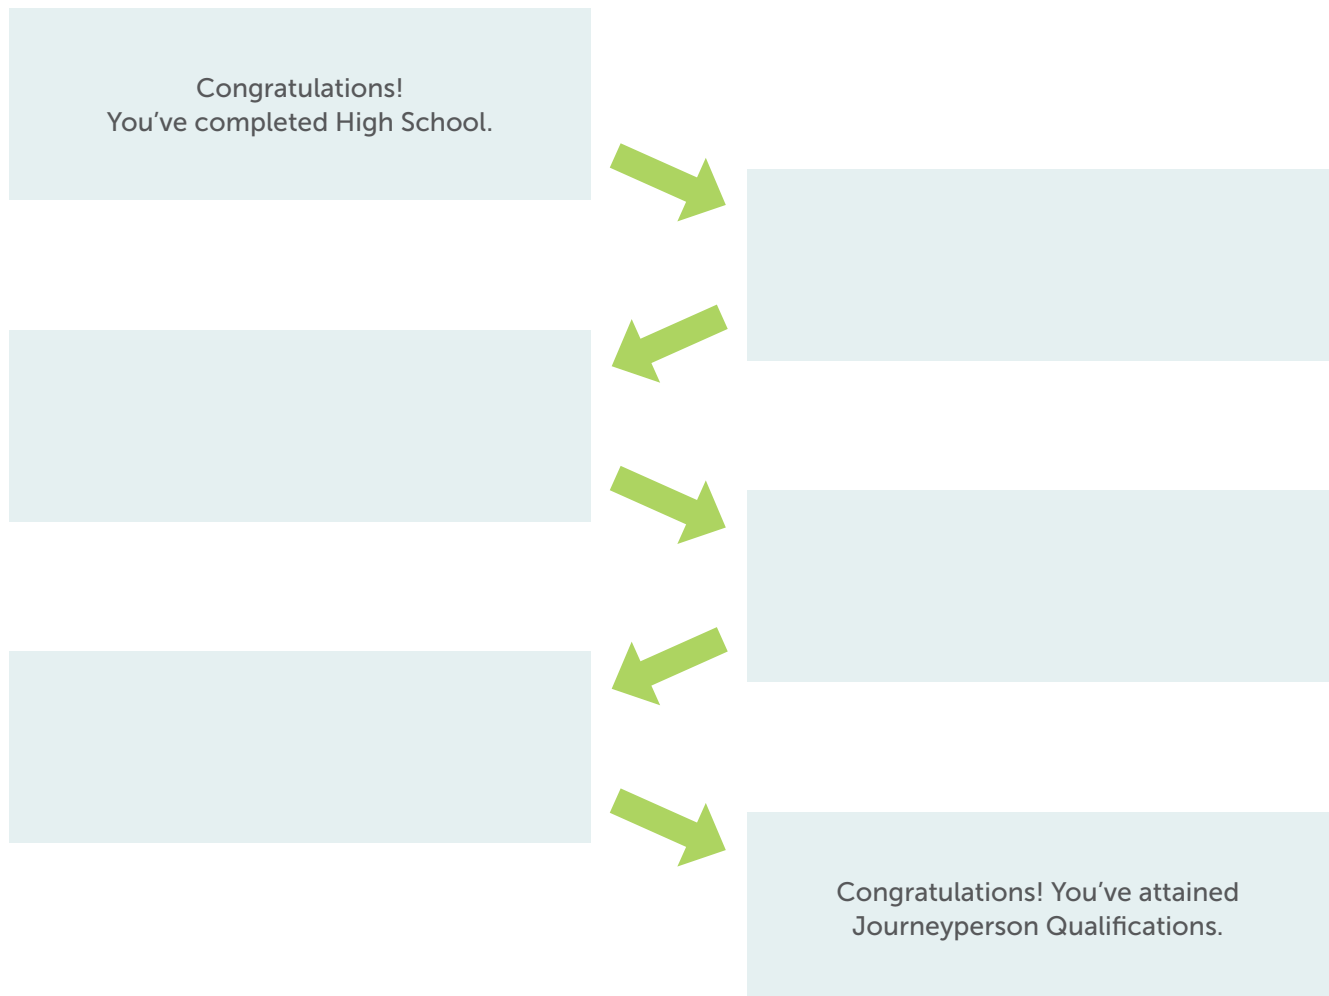 Congratulations!
You’ve completed High School.
Congratulations! You’ve attained
Journeyperson Qualifications.